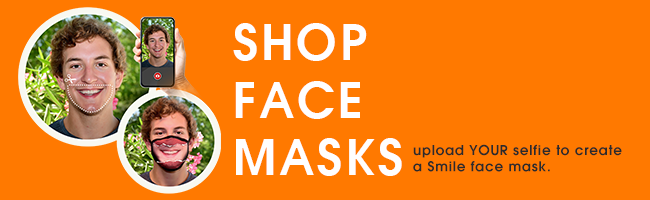 SHOP
FACE
MASKS
upload YOUR selfie to create
a Smile face mask.